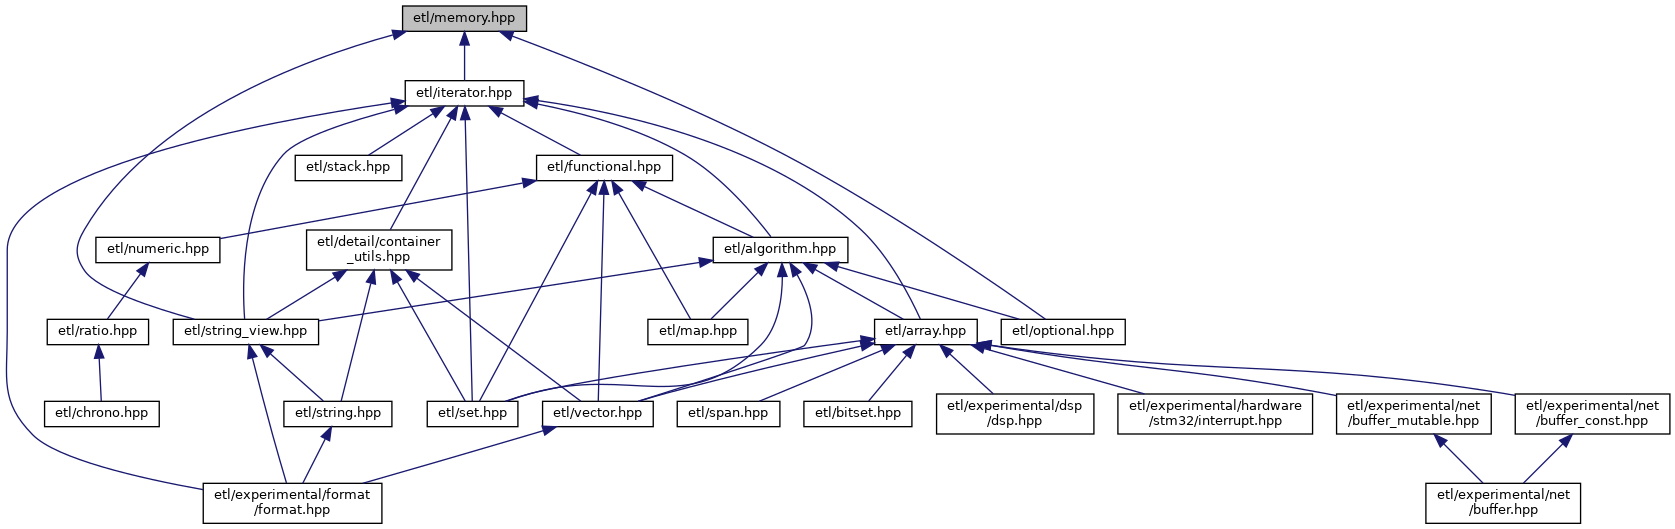 etl/memory.hpp
etl/iterator.hpp
etl/stack.hpp
etl/functional.hpp
etl/numeric.hpp
etl/detail/container
_utils.hpp
etl/algorithm.hpp
etl/ratio.hpp
etl/string_view.hpp
etl/map.hpp
etl/array.hpp
etl/optional.hpp
etl/chrono.hpp
etl/string.hpp
etl/set.hpp
etl/vector.hpp
etl/span.hpp
etl/bitset.hpp
etl/experimental/dsp
/dsp.hpp
etl/experimental/hardware
/stm32/interrupt.hpp
etl/experimental/net
/buffer_mutable.hpp
etl/experimental/net
/buffer_const.hpp
etl/experimental/format
/format.hpp
etl/experimental/net
/buffer.hpp